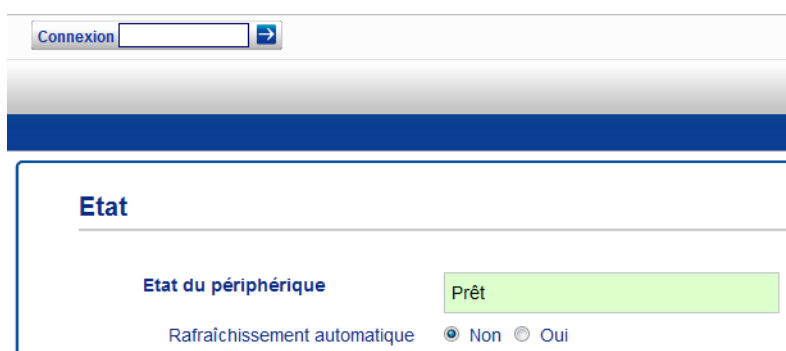 Connexion
Etat
Etat du périphérique Prêt
Rafraîchissement automatique Non Oui